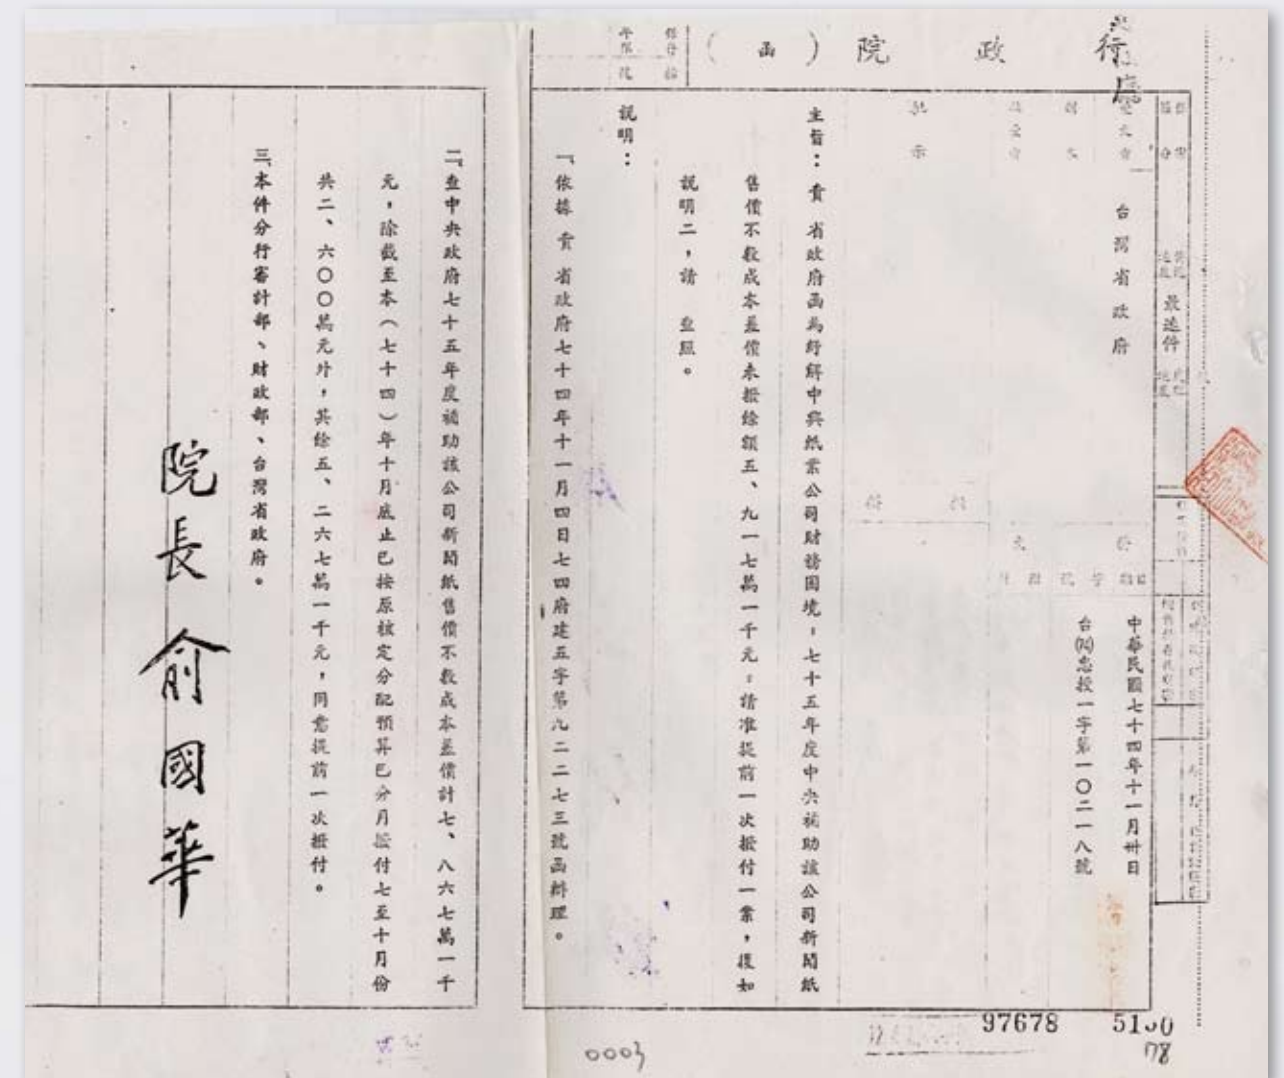 行政院（函）
受文者 台灣省政府
最速件
批示
中華民國七十四年十一月卅日
忠授一字第一〇二一八號
主旨：貴省政府函為紓解中興紙業公司財務困境，七十五年度中央補助該公司新聞紙
售價不敷成本差價未撥餘額五、九一七萬一千元，請准提前一次撥付一案，復如
說明二，請　查照。
說明：
一、依據 貴省政府七十四年十一月四日七四府建五字第九二二七三號函辦理。
二、查中央政府七十五年度補助該公司新聞紙售價不敷成本差價計七、八六七萬一千
元，除截至本（七十四）年十月底止已按原核定分配預算已分月撥付七至十月份
共二、六〇〇萬元外，其餘五、二六七萬一千元，同意提前一次撥付。
三、本件分行審計部、財政部、台灣省政府。
院長 俞國華
97678
0003
78